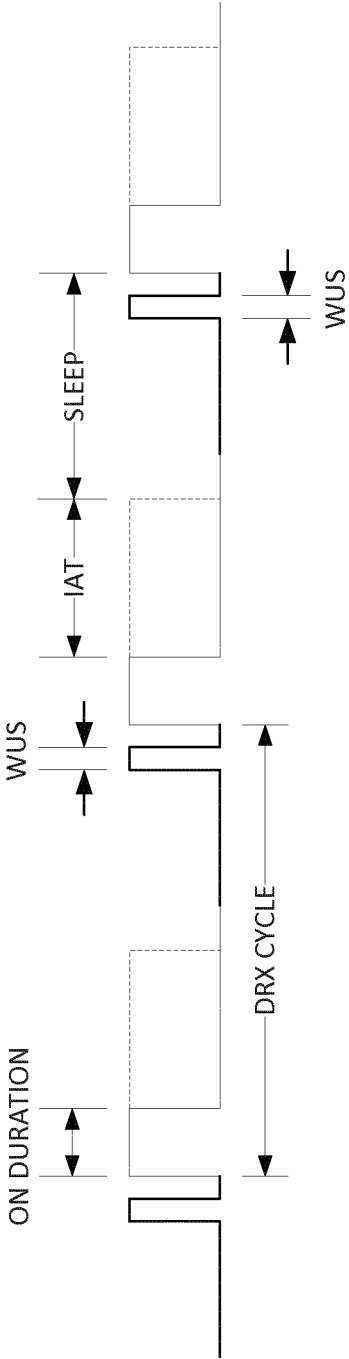 ON DURATION
WUS
IAT
SLEEP
DRX CYCLE
WUS